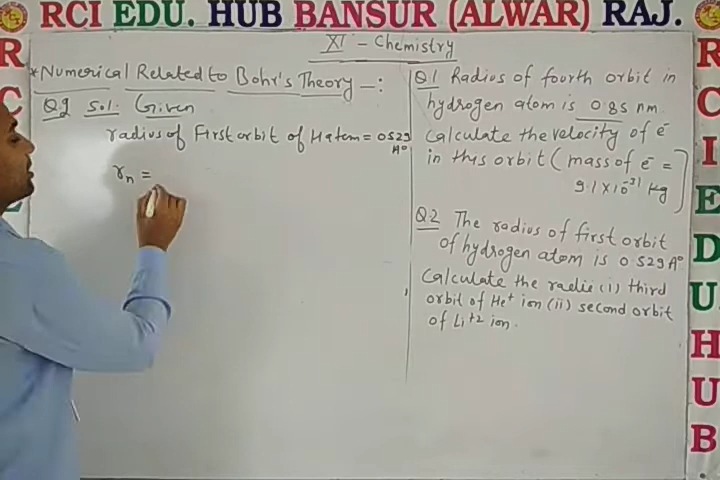 RCI EDU. HUB BANSUR (ALWAR) RAJ.
XI - Chemistry
*Numerical Related to Bohr's Theory -:
Q2 Sol. Given
radius of First orbit of H atom = 0.529
A°
rn =
Q.1 Radius of fourth orbit in
hydrogen atom is 0.85 nm.
Calculate the velocity of e-
in this orbit (mass of e- =
9.1 X 10-31 kg)
Q.2 The radius of first orbit
of hydrogen atom is 0.529 A°
Calculate the radii (i) third
orbit of He+ ion (ii) second orbit
of Li+2 ion.
R
C
R
C
I
E
D
U
H
U
B